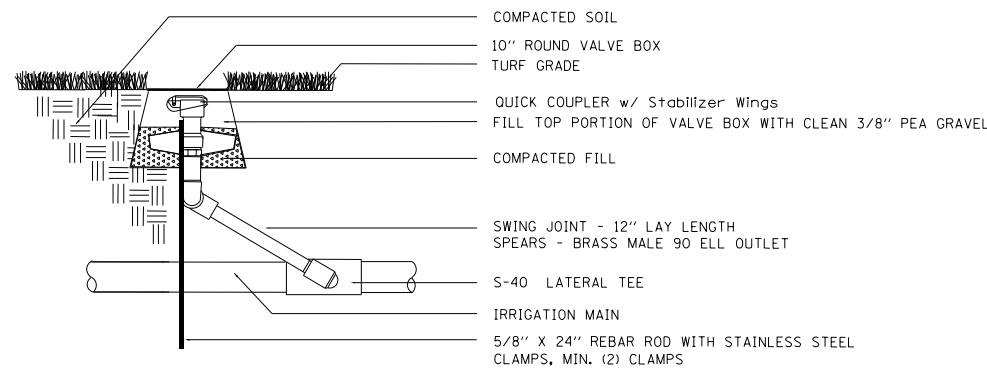 COMPACTED SOIL
10" ROUND VALVE BOX
TURF GRADE
QUICK COUPLER w/ Stabilizer Wings
FILL TOP PORTION OF VALVE BOX WITH CLEAN 3/8" PEA GRAVEL
COMPACTED FILL
SWING JOINT - 12" LAY LENGTH
SPEARS - BRASS MALE 90 ELL OUTLET
S-40 LATERAL TEE
IRRIGATION MAIN
5/8" X 24" REBAR ROD WITH STAINLESS STEEL
CLAMPS, MIN. (2) CLAMPS